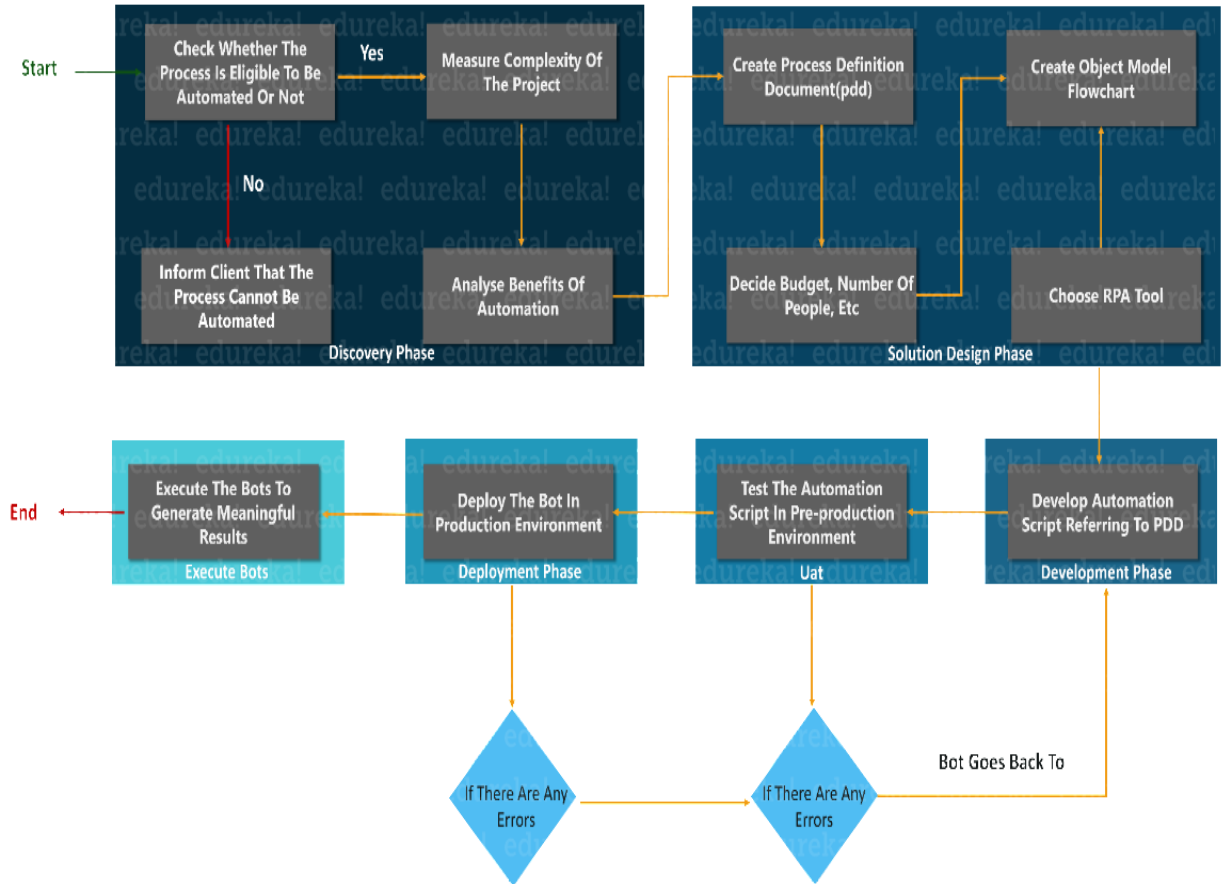 Start
Check Whether The
Process Is Eligible To Be
Automated Or Not
Yes
Measure Complexity Of
The Project
No
Inform Client That The
Process Cannot Be
Automated
Analyse Benefits Of
Automation
Discovery Phase
Create Process Definition
Document(pdd)
Create Object Model
Flowchart
Decide Budget, Number Of
People, Etc
Choose RPA Tool
Solution Design Phase
End
Execute The Bots To
Generate Meaningful
Results
Execute Bots
Deploy The Bot In
Production Environment
Deployment Phase
Test The Automation
Script In Pre-production
Environment
Uat
Develop Automation
Script Referring To PDD
Development Phase
If There Are Any
Errors
If There Are Any
Errors
Bot Goes Back To
edureka!